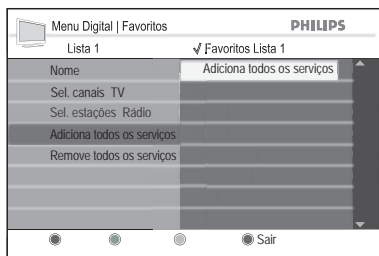 Menu Digital | Favoritos PHILIPS
Lista 1 √ Favoritos Lista 1
Nome Adiciona todos os serviços
Sel. canais TV
Sel. estações Rádio
Adiciona todos os serviços
Remove todos os serviços
Sair